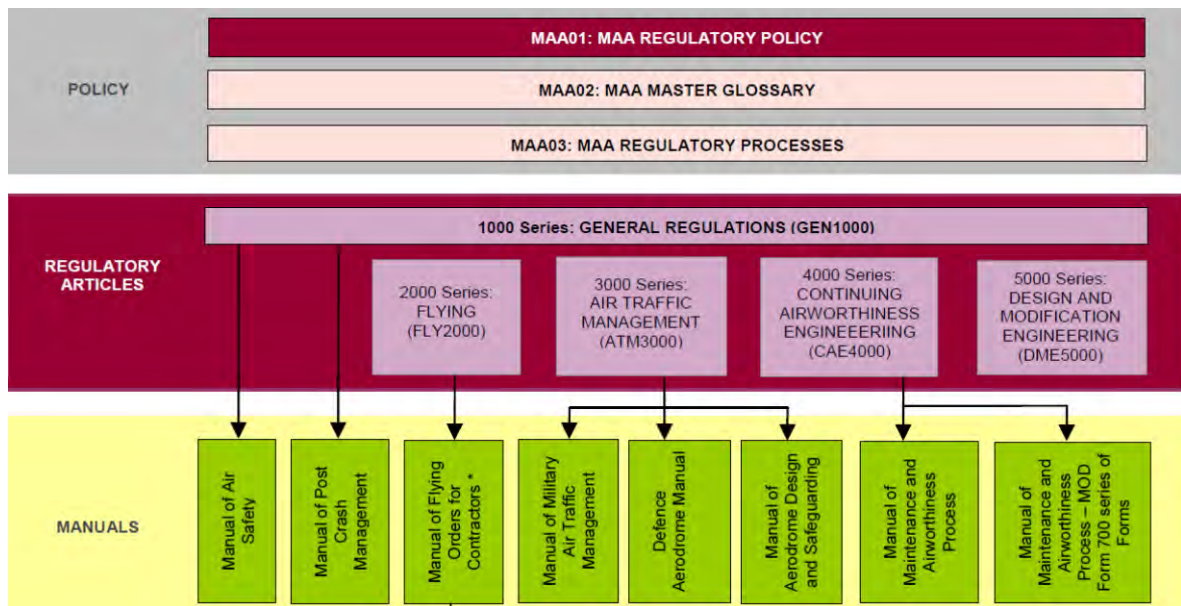 MAA01: MAA REGULATORY POLICY
POLICY
MAA02: MAA MASTER GLOSSARY
MAA03: MAA REGULATORY PROCESSES
1000 Series: GENERAL REGULATIONS (GEN1000)
REGULATORY
ARTICLES
2000 Series:
FLYING
(FLY2000)
3000 Series:
AIR TRAFFIC
MANAGEMENT
(ATM3000)
4000 Series:
CONTINUING
AIRWORTHINESS
ENGINEEERIING
(CAE4000)
5000 Series:
DESIGN AND
MODIFICATION
ENGINEERING
(DME5000)
MANUALS
Manual of Air
Safety
Manual of Post
Crash
Management
Manual of Flying
Orders for
Contractors *
Manual of Military
Air Traffic
Management
Defence
Aerodrome Manual
Manual of
Aerodrome Design
and Safeguarding
Manual of
Maintenance and
Airworthiness
Process
Manual of
Maintenance and
Airworthiness
Process – MOD
Form 700 series of
Forms